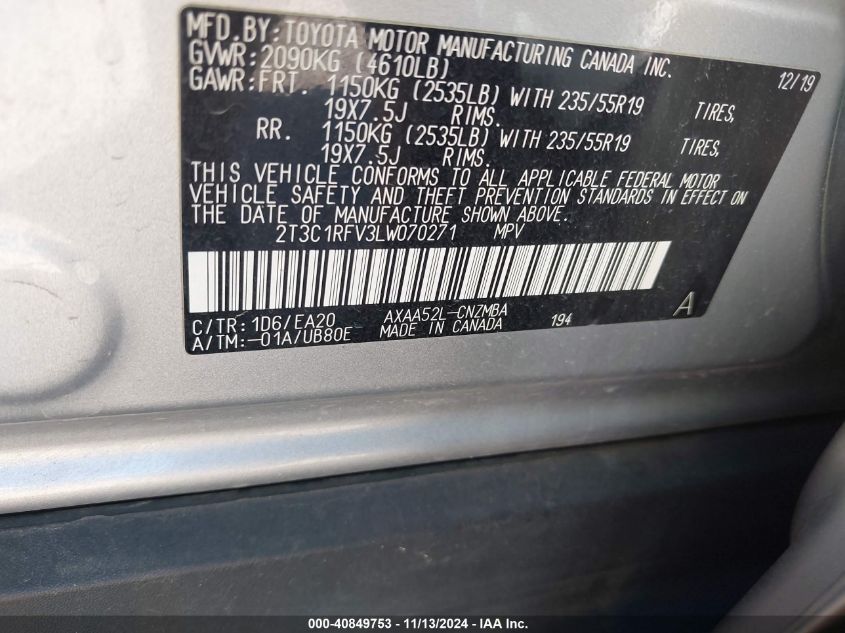 MFD.BY:TOYOTA MOTOR MANUFACTURING CANADA INC.
GVWR:2090KG (4610LB) 12/19
GAWR:FRT. 1150KG (2535LB) WITH 235/55R19 TIRES,
19X7.5J RIMS.
RR. 1150KG (2535LB) WITH 235/55R19 TIRES,
19X7.5J RIMS.
THIS VEHICLE CONFORMS TO ALL APPLICABLE FEDERAL MOTOR
VEHICLE SAFETY AND THEFT PREVENTION STANDARDS IN EFFECT ON
THE DATE OF MANUFACTURE SHOWN ABOVE.
2T3C1RFV3LW070271 MPV
C/TR:1D6/EA20 AXAA52L-CNZMBA 194 A
A/TM:-01A/UB80E MADE IN CANADA
000-40849753 - 11/13/2024 - IAA Inc.